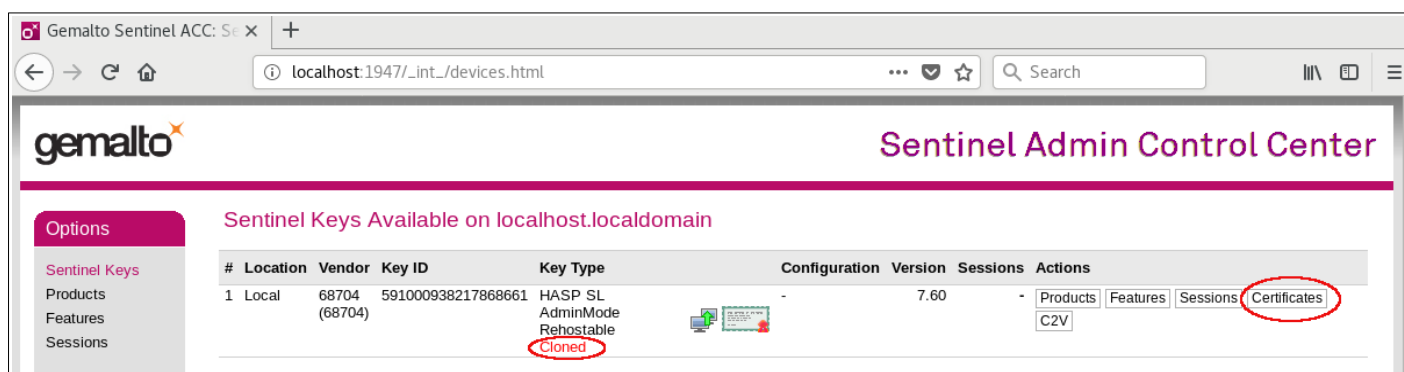 Gemalto Sentinel ACC: Se
localhost:1947/_int_/devices.html
Search
gemalto
Sentinel Admin Control Center
Options
Sentinel Keys
Products
Features
Sessions
Sentinel Keys Available on localhost.localdomain
# Location Vendor Key ID Key Type Configuration Version Sessions Actions
1 Local 68704 591000938217868661 HASP SL - 7.60 - Products Features Sessions Certificates
(68704) AdminMode C2V
Rehostable
Cloned